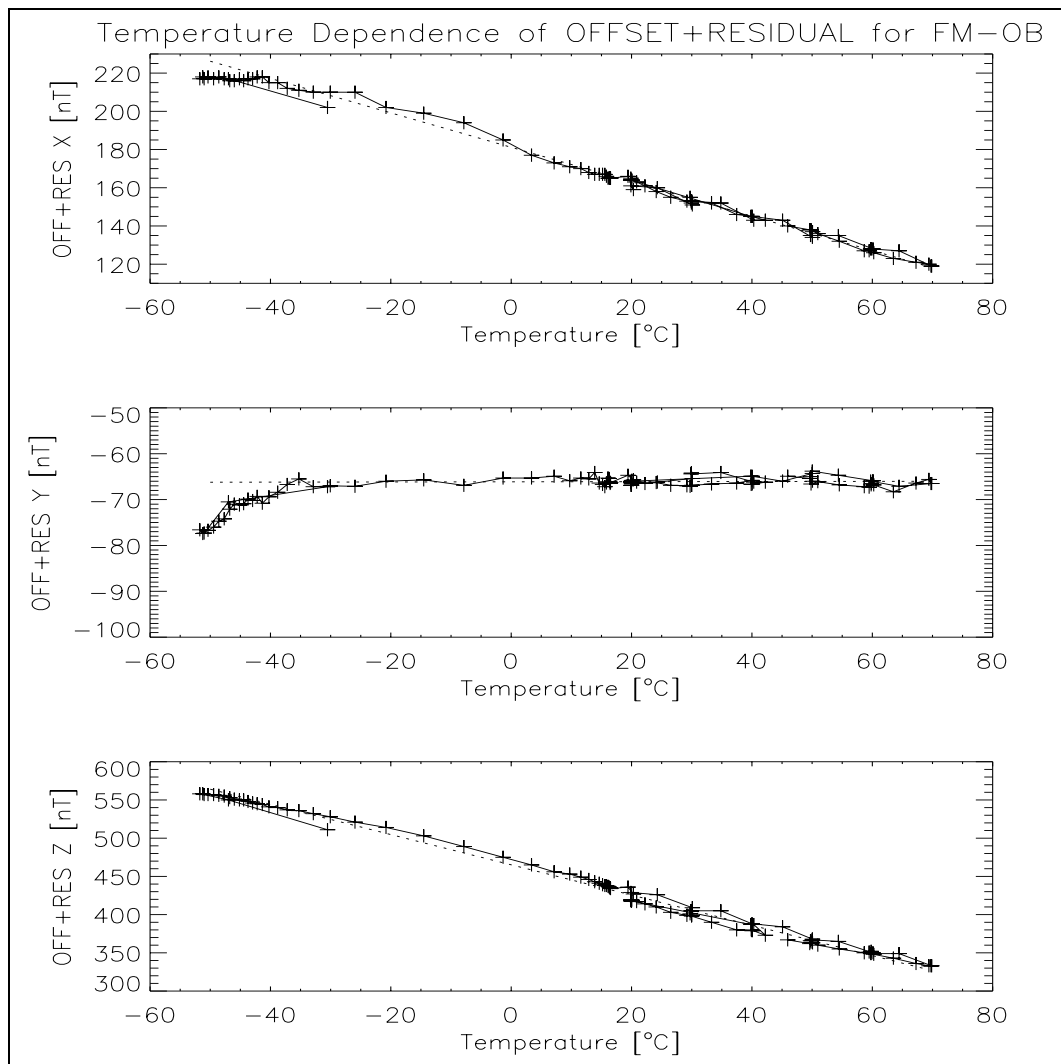 Temperature Dependence of OFFSET+RESIDUAL for FM-OB
OFF+RES X [nT]
220
200
180
160
140
120
-60 -40 -20 0 20 40 60 80
Temperature [°C]
OFF+RES Y [nT]
-50
-60
-70
-80
-90
-100
-60 -40 -20 0 20 40 60 80
Temperature [°C]
OFF+RES Z [nT]
600
550
500
450
400
350
300
-60 -40 -20 0 20 40 60 80
Temperature [°C]